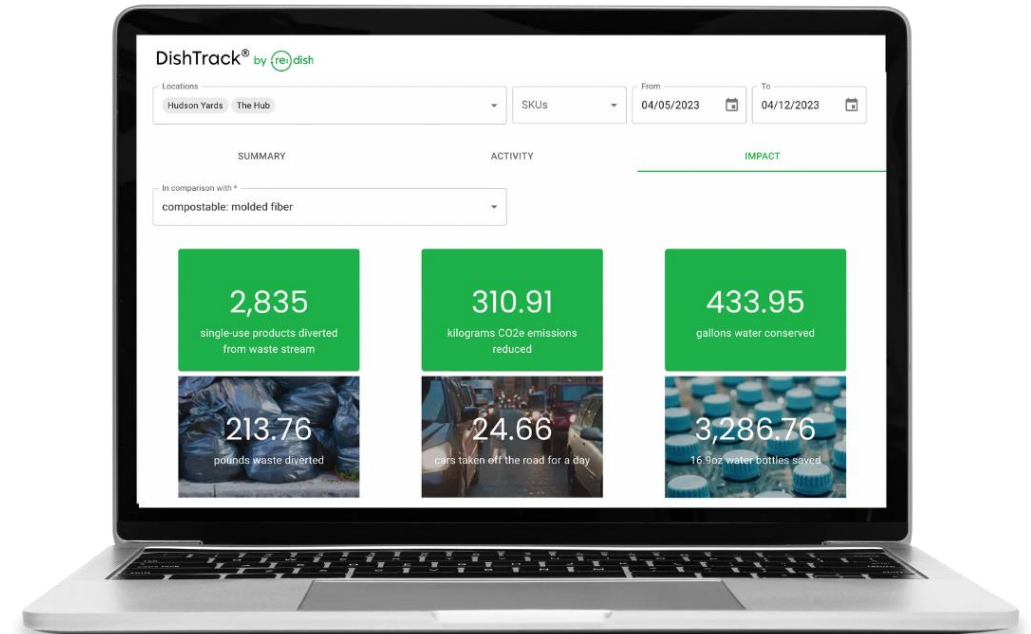 DishTrack® by re: dish
Locations
Hudson Yards The Hub
SKUs
From
04/05/2023
To
04/12/2023
SUMMARY
ACTIVITY
IMPACT
In comparison with *
compostable: molded fiber
2,835
single-use products diverted
from waste stream
310.91
kilograms CO2e emissions
reduced
433.95
gallons water conserved
213.76
pounds waste diverted
24.66
cars taken off the road for a day
3,286.76
16.9oz water bottles saved